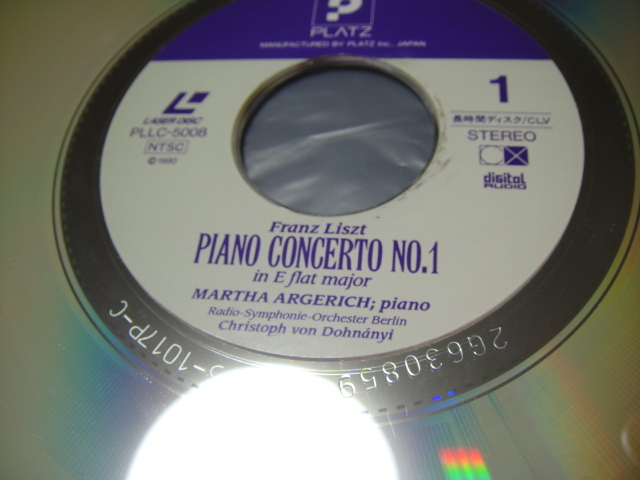 PLATZ
MANUFACTURED BY PLATZ Inc., JAPAN
LASER DISC
PLLC-5008
NTSC
©1990
1
長時間ディスク/CLV
STEREO
CX
digital
AUDIO
Franz Liszt
PIANO CONCERTO NO.1
in E flat major
MARTHA ARGERICH; piano
Radio-Symphonie-Orchester Berlin
Christoph von Dohnányi
-1017P-C
2G630859